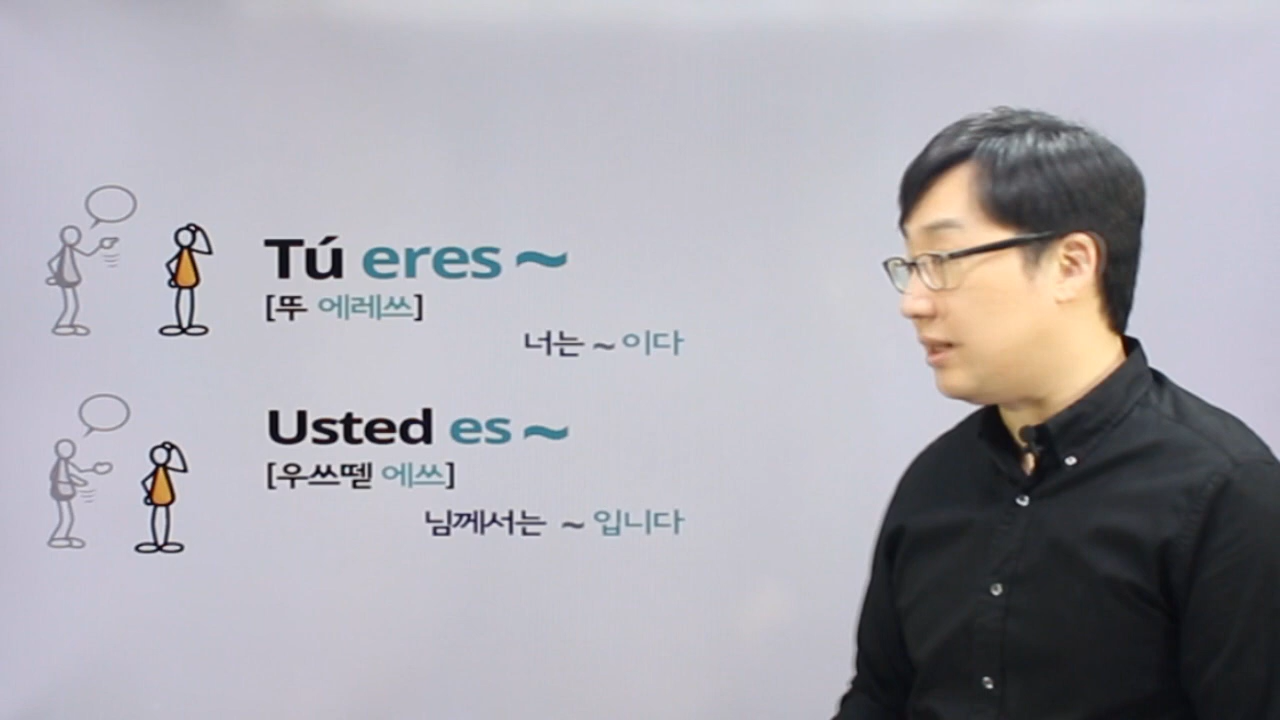 Tú eres ~
[뚜 에레쓰]
너는 ~ 이다
Usted es ~
[우쓰뗃 에쓰]
님께서는 ~ 입니다